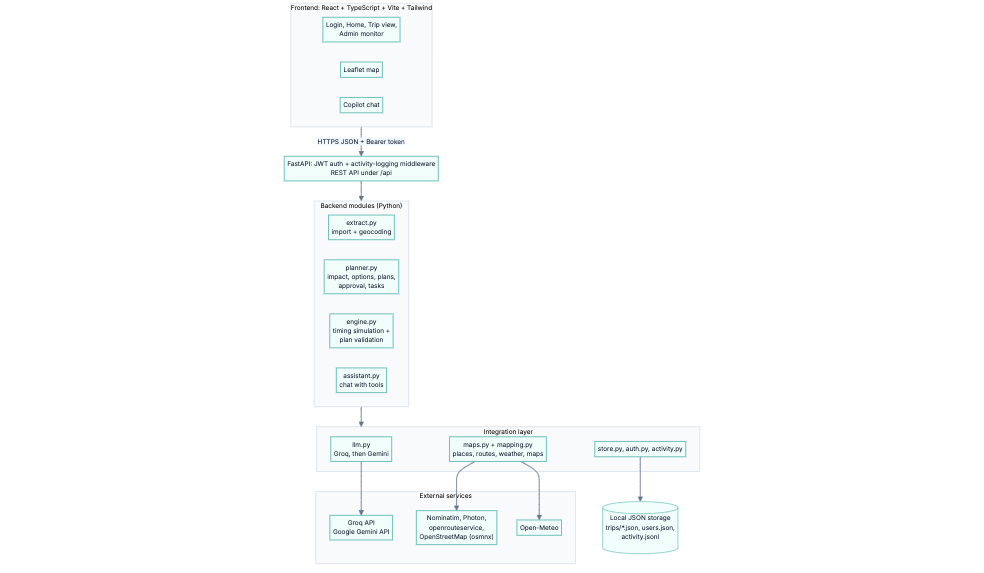 Frontend: React + TypeScript + Vite + Tailwind
Login, Home, Trip view,
Admin monitor
Leaflet map
Copilot chat
HTTPS JSON + Bearer token
FastAPI: JWT auth + activity-logging middleware
REST API under /api
Backend modules (Python)
extract.py
import + geocoding
planner.py
impact, options, plans,
approval, tasks
engine.py
timing simulation +
plan validation
assistant.py
chat with tools
Integration layer
llm.py
Groq, then Gemini
maps.py + mapping.py
places, routes, weather, maps
store.py, auth.py, activity.py
External services
Groq API
Google Gemini API
Nominatim, Photon,
openrouteservice,
OpenStreetMap (osmnx)
Open-Meteo
Local JSON storage
trips/*.json, users.json,
activity.jsonl